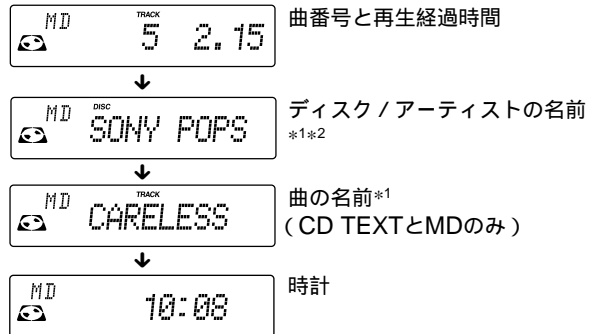 MD TRACK 5 2.15 曲番号と再生経過時間
MD DISC SONY POPS ディスク / アーティストの名前
*1*2
MD TRACK CARELESS 曲の名前*1
（CD TEXTとMDのみ）
MD 10:08 時計